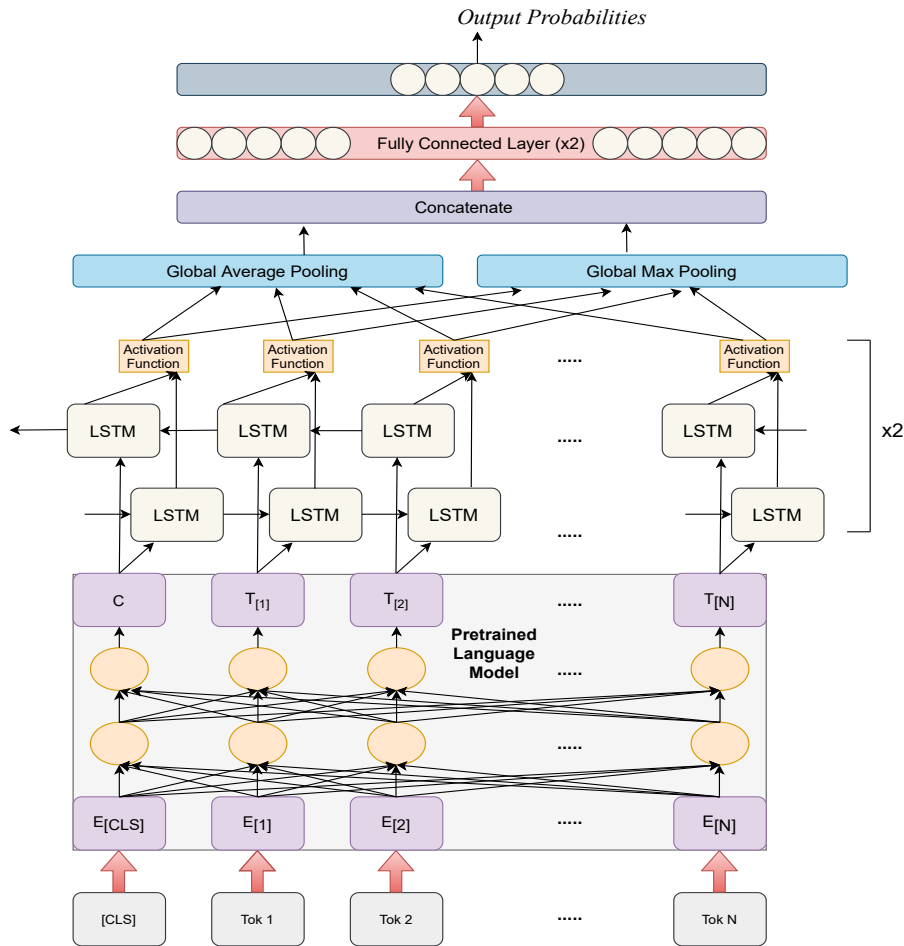 Output Probabilities
Fully Connected Layer (x2)
Concatenate
Global Average Pooling
Global Max Pooling
Activation
Function
Activation
Function
Activation
Function
.....
Activation
Function
LSTM
LSTM
LSTM
.....
LSTM
x2
LSTM
LSTM
LSTM
.....
LSTM
C
T[1]
T[2]
.....
T[N]
Pretrained
Language
Model
.....
.....
E[CLS]
E[1]
E[2]
.....
E[N]
[CLS]
Tok 1
Tok 2
.....
Tok N